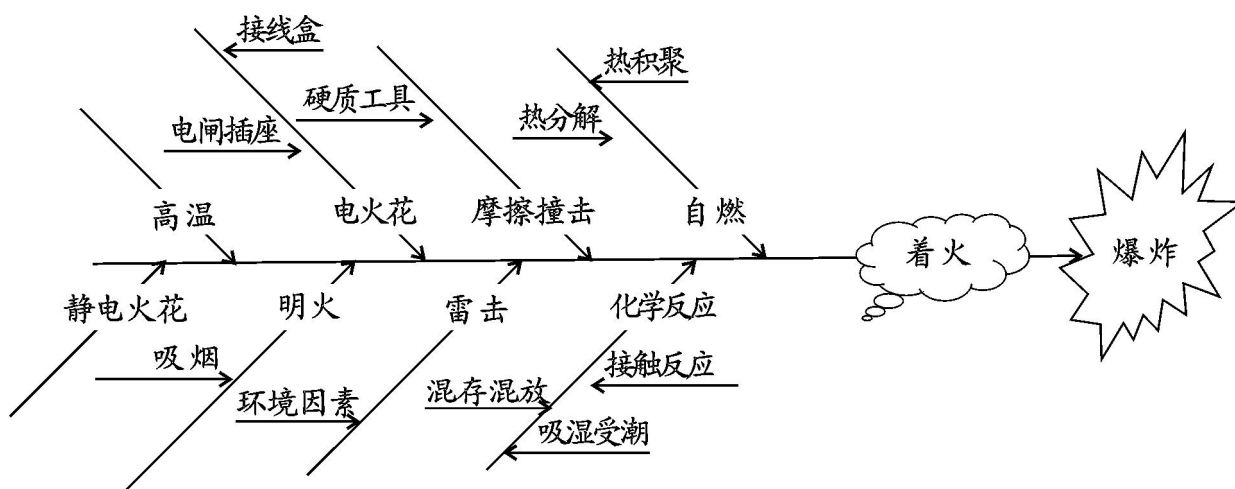 接线盒
热积聚
硬质工具
热分解
电闸插座
高温
电火花
摩擦撞击
自燃
着火
爆炸
静电火花
明火
雷击
化学反应
吸烟
接触反应
环境因素
混存混放
吸湿受潮